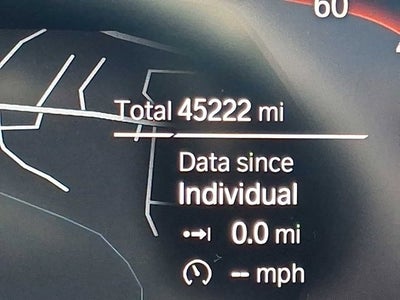 60
Total 45222 mi
Data since
Individual
0.0 mi
-- mph